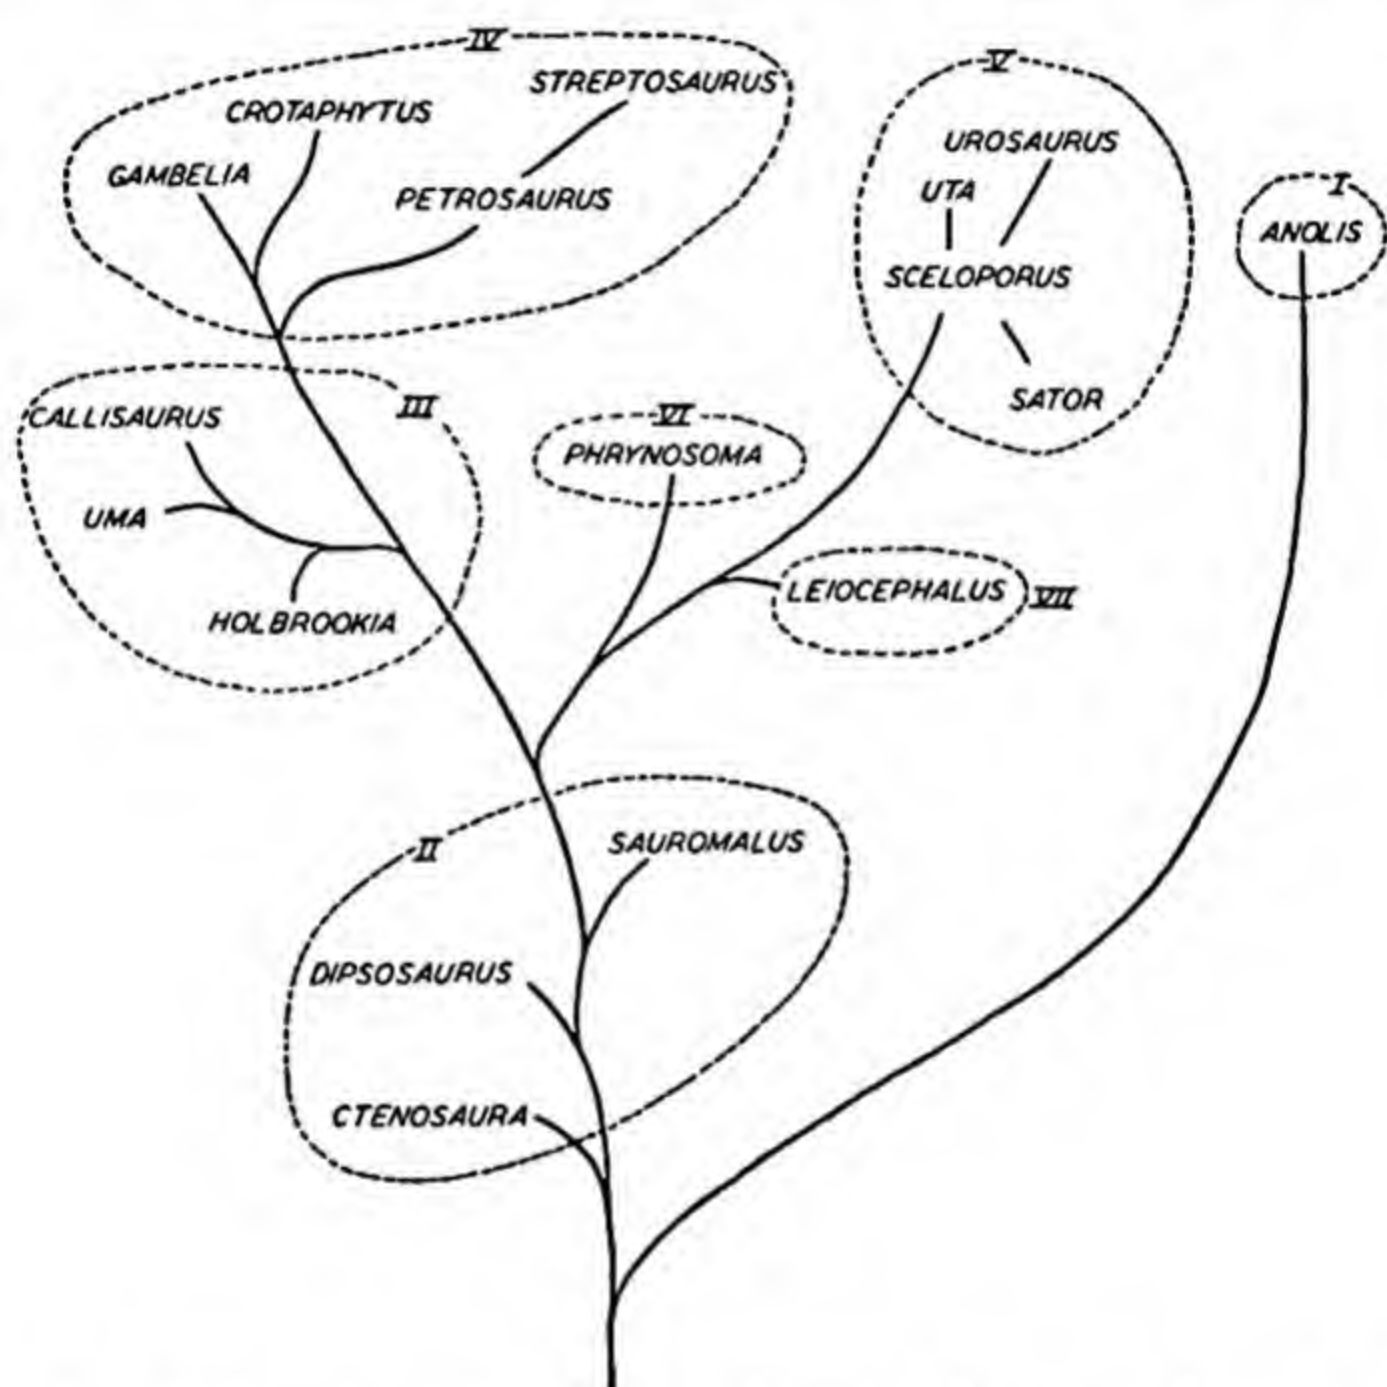 IV
STREPTOSAURUS
CROTAPHYTUS
GAMBELIA
PETROSAURUS
V
UROSAURUS
UTA
SCELOPORUS
SATOR
I
ANOLIS
III
CALLISAURUS
UMA
HOLBROOKIA
VI
PHRYNOSOMA
LEIOCEPHALUS VII
II
SAUROMALUS
DIPSOSAURUS
CTENOSAURA